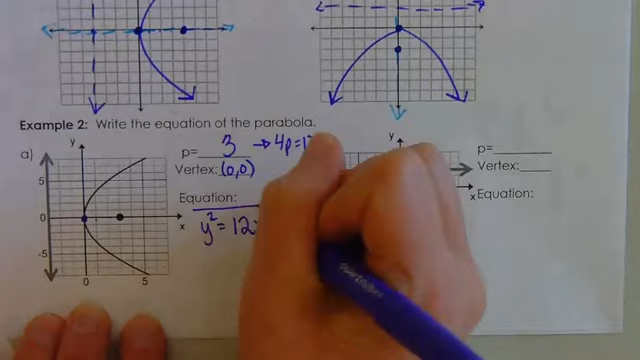 Example 2: Write the equation of the parabola.
a)
y
p= 3 → 4p=1
Vertex: (0,0)
Equation:
y² = 12
5
0
-5
0
5
x
y
x
p=
Vertex:
Equation: